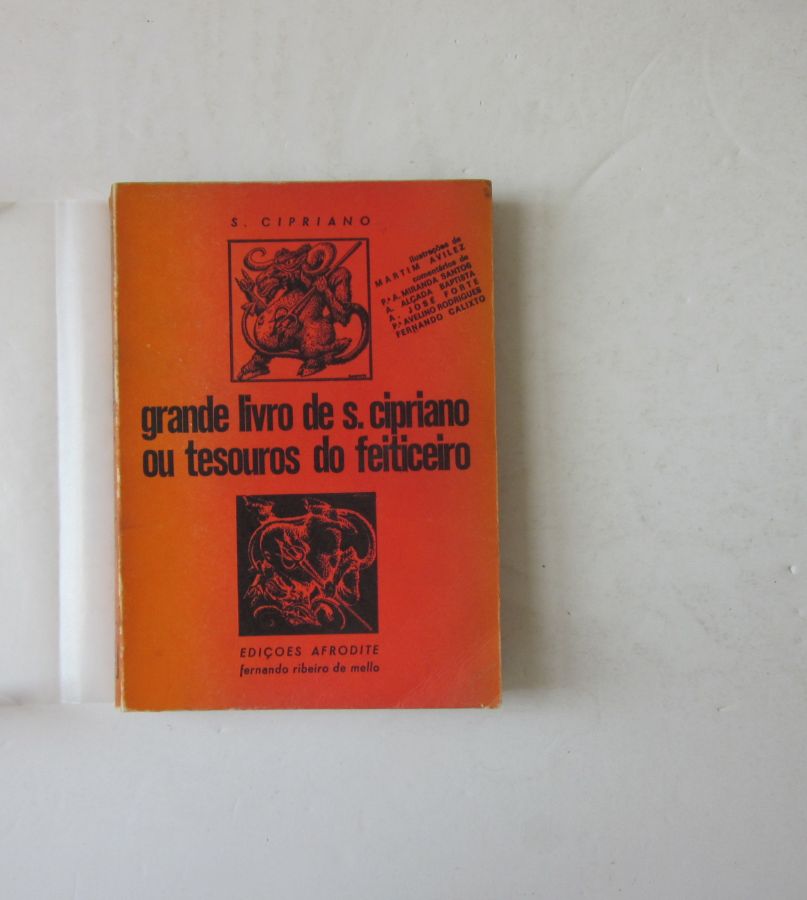 S. CIPRIANO
ilustrações de
MARTIM AVILEZ
comentários de
P.e A. MIRANDA SANTOS
A. ALÇADA BAPTISTA
A. JOSÉ FORTE
P.e AVELINO RODRIGUES
FERNANDO CALIXTO
grande livro de s. cipriano
ou tesouros do feiticeiro
EDIÇOES AFRODITE
fernando ribeiro de mello